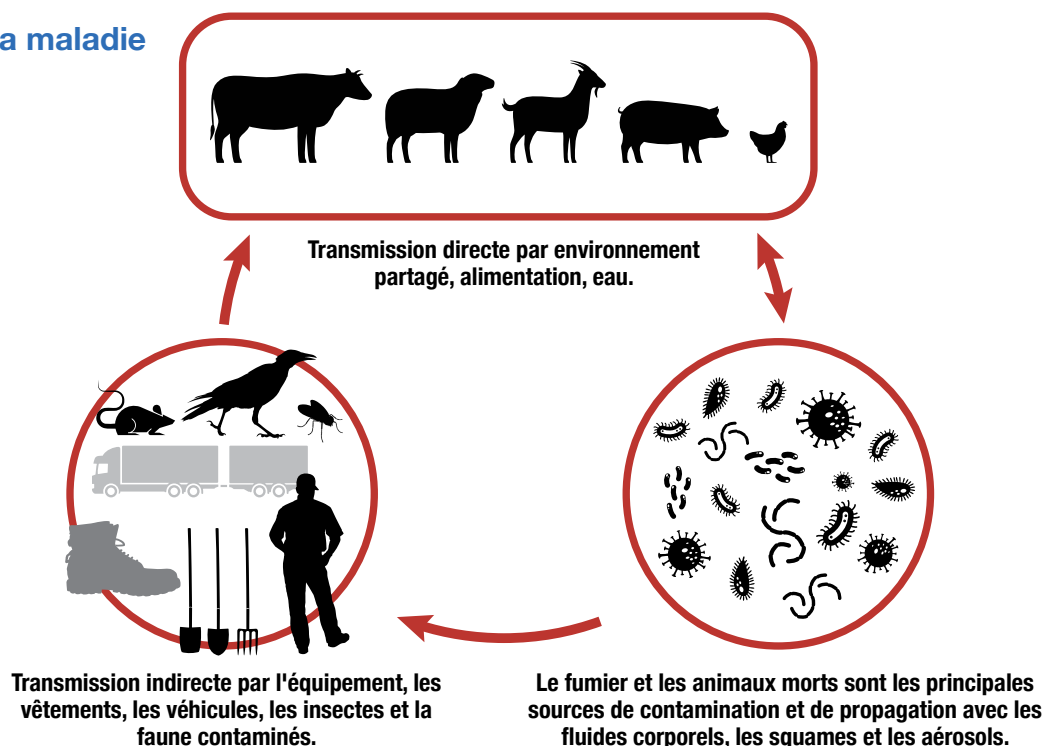 a maladie
Transmission directe par environnement
partagé, alimentation, eau.
Transmission indirecte par l'équipement, les
vêtements, les véhicules, les insectes et la
faune contaminés.
Le fumier et les animaux morts sont les principales
sources de contamination et de propagation avec les
fluides corporels, les squames et les aérosols.